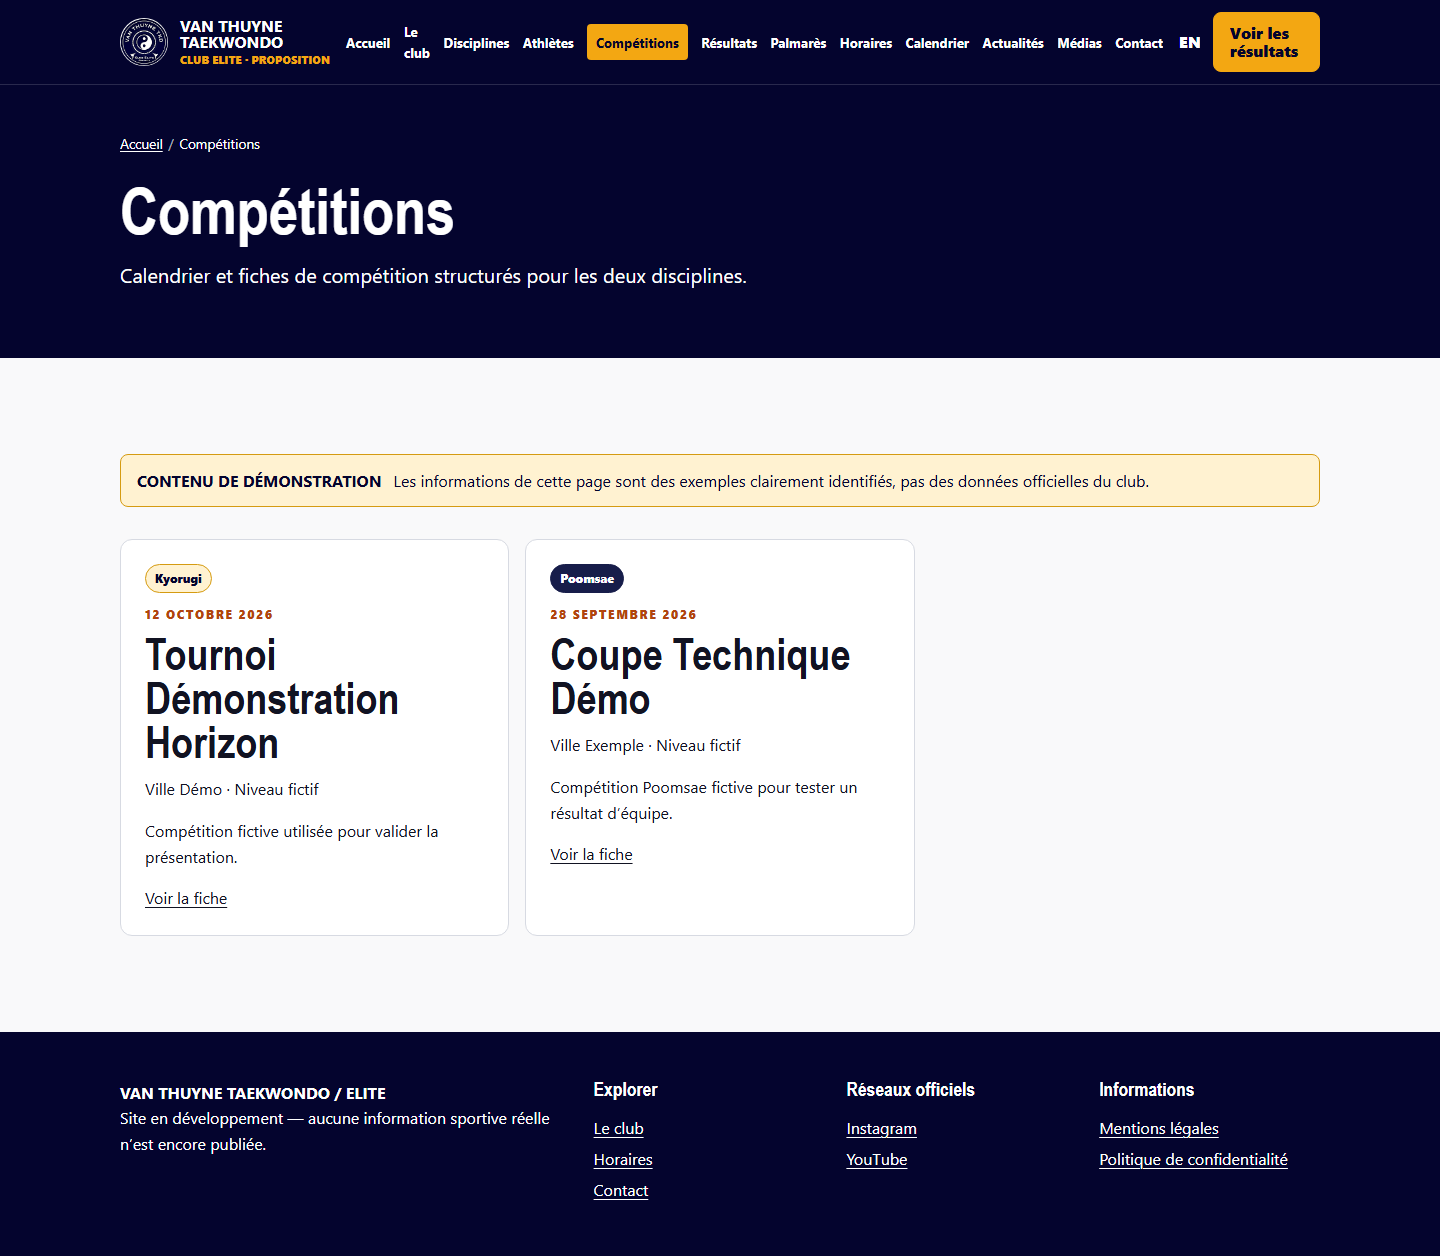 VAN THUYNE
TAEKWONDO
CLUB ELITE · PROPOSITION
Accueil
Le
club
Disciplines
Athlètes
Compétitions
Résultats
Palmarès
Horaires
Calendrier
Actualités
Médias
Contact
EN
Voir les
résultats
Accueil / Compétitions
Compétitions
Calendrier et fiches de compétition structurés pour les deux disciplines.
CONTENU DE DÉMONSTRATION Les informations de cette page sont des exemples clairement identifiés, pas des données officielles du club.
Kyorugi
12 OCTOBRE 2026
Tournoi
Démonstration
Horizon
Ville Démo · Niveau fictif
Compétition fictive utilisée pour valider la
présentation.
Voir la fiche
Poomsae
28 SEPTEMBRE 2026
Coupe Technique
Démo
Ville Exemple · Niveau fictif
Compétition Poomsae fictive pour tester un
résultat d’équipe.
Voir la fiche
VAN THUYNE TAEKWONDO / ELITE
Site en développement — aucune information sportive réelle
n’est encore publiée.
Explorer
Le club
Horaires
Contact
Réseaux officiels
Instagram
YouTube
Informations
Mentions légales
Politique de confidentialité